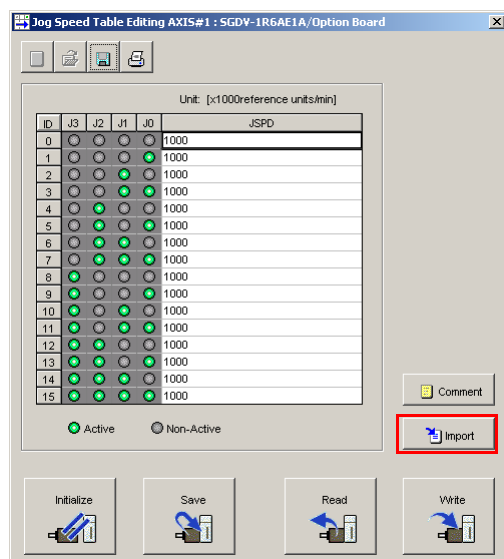 Jog Speed Table Editing AXIS#1 : SGDV-1R6AE1A/Option Board
Unit: [x1000reference units/min]
ID J3 J2 J1 J0 JSPD
0 1000
1 1000
2 1000
3 1000
4 1000
5 1000
6 1000
7 1000
8 1000
9 1000
10 1000
11 1000
12 1000
13 1000
14 1000
15 1000
Active Non-Active
Comment
Import
Initialize Save Read Write